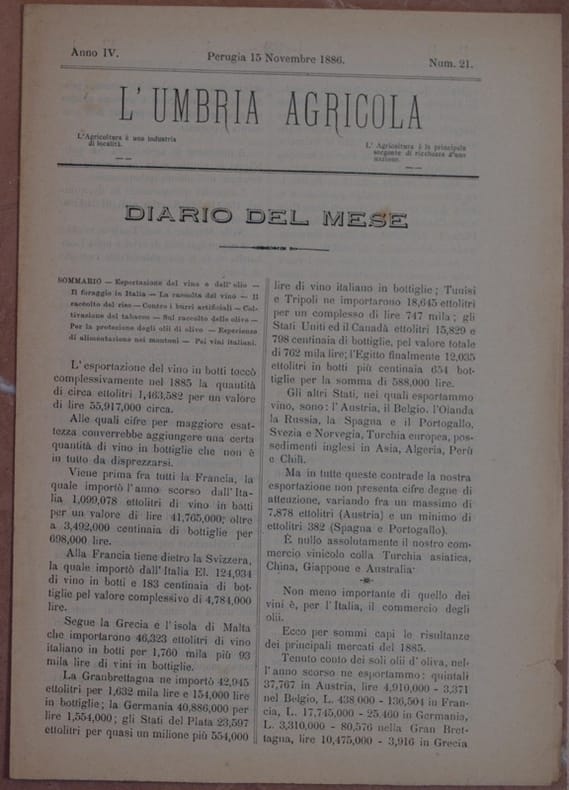 Anno IV.
Perugia 15 Novembre 1886.
Num. 21.
L'UMBRIA AGRICOLA
L'Agricoltura è una industria
di località.
L' Agricoltura è la principale
sorgente di ricchezza d'una
nazione.
DIARIO DEL MESE
SOMMARIO — Esportazione del vino e dell' olio —
Il foraggio in Italia — La raccolta del vino — Il
raccolto del riso — Contro i burri artificiali — Col-
tivazione del tabacco — Sul raccolto delle olive —
Per la protezione degli olii di olivo — Esperienze
di alimentazione nei montoni — Pei vini italiani.
L' esportazione del vino in botti toccò
complessivamente nel 1885 la quantità
di circa ettolitri 1,463,582 per un valore
di lire 55,917,000 circa.
Alle quali cifre per maggiore esat-
tezza converrebbe aggiungere una certa
quantità di vino in bottiglie che non è
in tutto da disprezzarsi.
Viene prima fra tutti la Francia, la
quale importò l'anno scorso dall' Ita-
lia 1,099,078 ettolitri di vino in botti
per un valore di lire 41,765,000; oltre
a 3,492,000 centinaia di bottiglie per
698,000 lire.
Alla Francia tiene dietro la Svizzera,
la quale importò dall' Italia El. 124,934
di vino in botti e 183 centinaia di bot-
tiglie pel valore complessivo di 4,784,000
lire.
Segue la Grecia e l'isola di Malta
che importarono 46,323 ettolitri di vino
italiano in botti per 1,760 mila più 93
mila lire di vini in bottiglie.
La Granbrettagna ne importò 42,945
ettolitri per 1,632 mila lire e 154,000 lire
in bottiglie; la Germania 40,886,000 per
lire 1,554,000; gli Stati del Plata 23,597
ettolitri per quasi un milione più 554,000
lire di vino italiano in bottiglie; Tunisi
e Tripoli ne importarono 18,645 ettolitri
per un complesso di lire 747 mila; gli
Stati Uniti ed il Canadà ettolitri 15,829 e
798 centinaia di bottiglie, pel valore totale
di 762 mila lire; l'Egitto finalmente 12,035
ettolitri in botti più centinaia 654 bot-
tiglie per la somma di 588,000 lire.
Gli altri Stati, nei quali esportammo
vino, sono: l' Austria, il Belgio, l'Olanda
la Russia, la Spagna e il Portogallo,
Svezia e Norvegia, Turchia europea, pos-
sedimenti inglesi in Asia, Algeria, Perù
e Chilì.
Ma in tutte queste contrade la nostra
esportazione non presenta cifre degne di
attenzione, variando fra un massimo di
7,878 ettolitri (Austria) e un minimo di
ettolitri 382 (Spagna e Portogallo).
È nullo assolutamente il nostro com-
mercio vinicolo colla Turchia asiatica,
China, Giappone e Australia
Non meno importante di quello dei
vini è, per l' Italia, il commercio degli
olii.
Ecco per sommi capi le risultanze
dei principali mercati del 1885.
Tenuto conto dei soli olii d' oliva, nel-
l' anno scorso ne esportammo: quintali
37,767 in Austria, lire 4,910,000 - 3,371
nel Belgio, L. 438,000 - 136,504 in Fran-
cia, L. 17,745,000 - 25,460 in Germania,
L. 3,310,000 - 80,576 nella Gran Bret-
tagna, lire 10,475,000 - 3,916 in Grecia